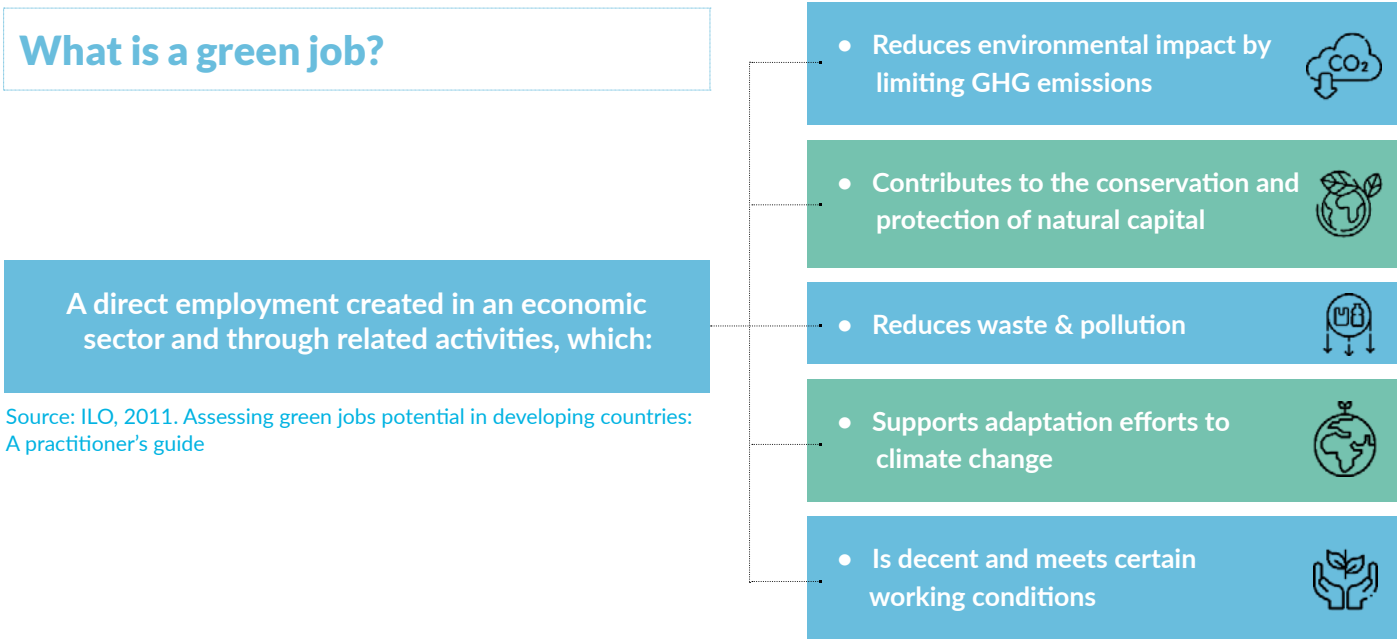 What is a green job?
A direct employment created in an economic
sector and through related activities, which:
Source: ILO, 2011. Assessing green jobs potential in developing countries:
A practitioner’s guide
● Reduces environmental impact by
limiting GHG emissions
CO₂
● Contributes to the conservation and
protection of natural capital
● Reduces waste & pollution
● Supports adaptation efforts to
climate change
● Is decent and meets certain
working conditions